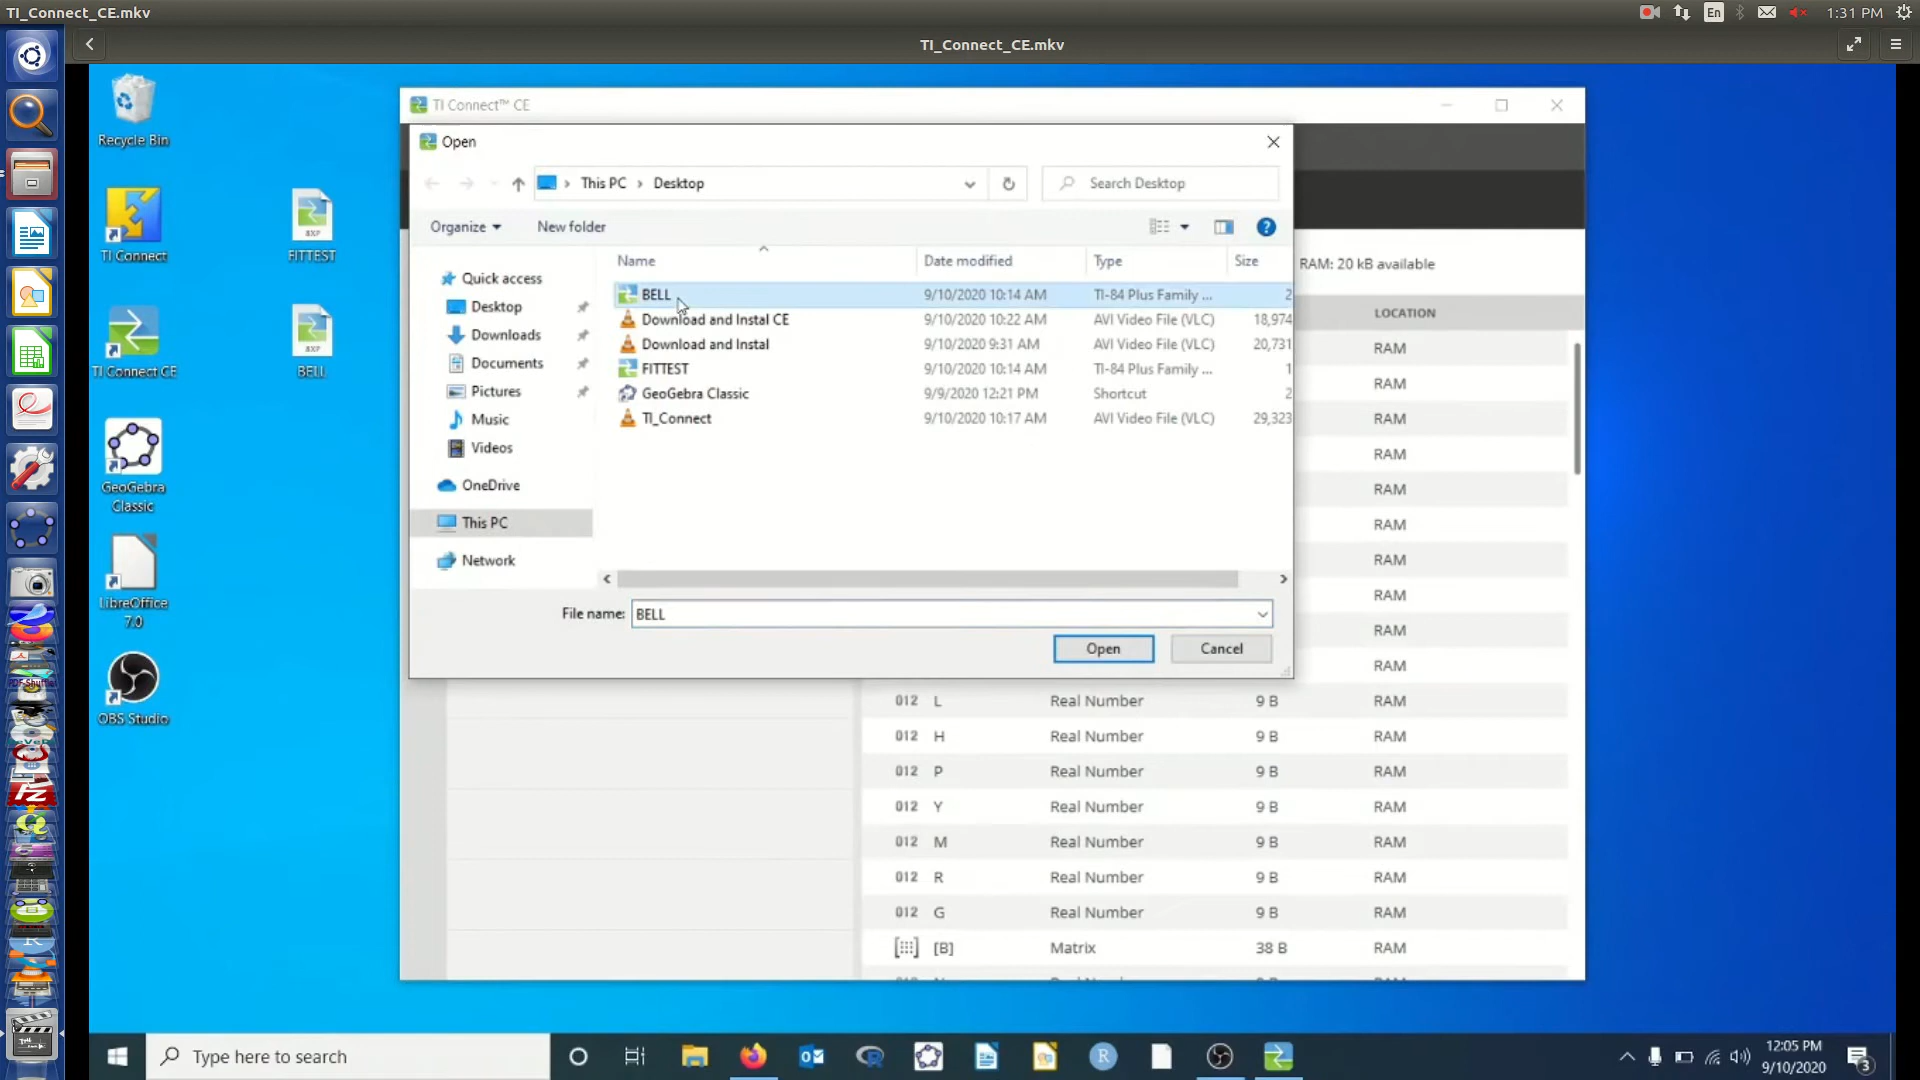 TI_Connect_CE.mkv
En
1:31 PM
TI_Connect_CE.mkv
Recycle Bin
TI Connect
8XP
FITTEST
TI Connect CE
8XP
BELL
GeoGebra
Classic
LibreOffice
7.0
OBS Studio
TI Connect™ CE
Open
This PC > Desktop
Search Desktop
Organize
New folder
Name Date modified Type Size
BELL 9/10/2020 10:14 AM TI-84 Plus Family ... 2
Download and Instal CE 9/10/2020 10:22 AM AVI Video File (VLC) 18,974
Download and Instal 9/10/2020 9:31 AM AVI Video File (VLC) 20,731
FITTEST 9/10/2020 10:14 AM TI-84 Plus Family ... 1
GeoGebra Classic 9/9/2020 12:21 PM Shortcut 2
TI_Connect 9/10/2020 10:17 AM AVI Video File (VLC) 29,323
Quick access
Desktop
Downloads
Documents
Pictures
Music
Videos
OneDrive
This PC
Network
File name: BELL
Open
Cancel
RAM: 20 kB available
LOCATION
RAM
RAM
RAM
RAM
RAM
RAM
RAM
RAM
RAM
RAM
012 L Real Number 9 B RAM
012 H Real Number 9 B RAM
012 P Real Number 9 B RAM
012 Y Real Number 9 B RAM
012 M Real Number 9 B RAM
012 R Real Number 9 B RAM
012 G Real Number 9 B RAM
[B] Matrix 38 B RAM
Type here to search
12:05 PM
9/10/2020
3